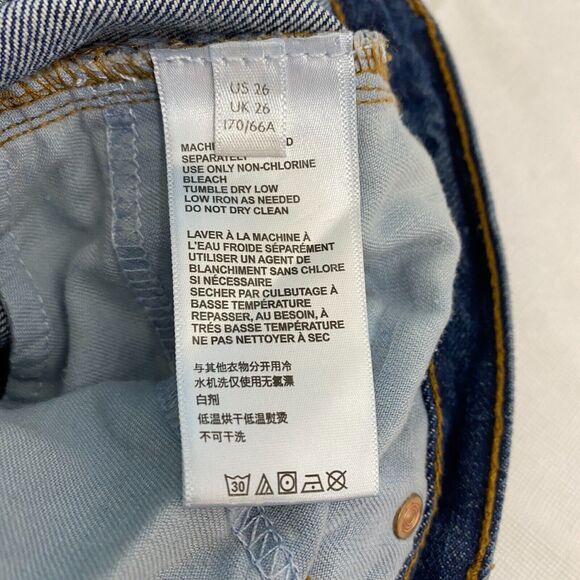 US 26
UK 26
170/66A
SEPARATELY
USE ONLY NON-CHLORINE
BLEACH
TUMBLE DRY LOW
LOW IRON AS NEEDED
DO NOT DRY CLEAN
LAVER À LA MACHINE À
L'EAU FROIDE SÉPARÉMENT
UTILISER UN AGENT DE
BLANCHIMENT SANS CHLORE
SI NÉCESSAIRE
SECHER PAR CULBUTAGE À
BASSE TEMPÉRATURE
REPASSER, AU BESOIN, À
TRÉS BASSE TEMPÉRATURE
NE PAS NETTOYER À SEC
与其他衣物分开用冷
水机洗仅使用无氯漂
白剂
低温烘干低温熨烫
不可干洗
30